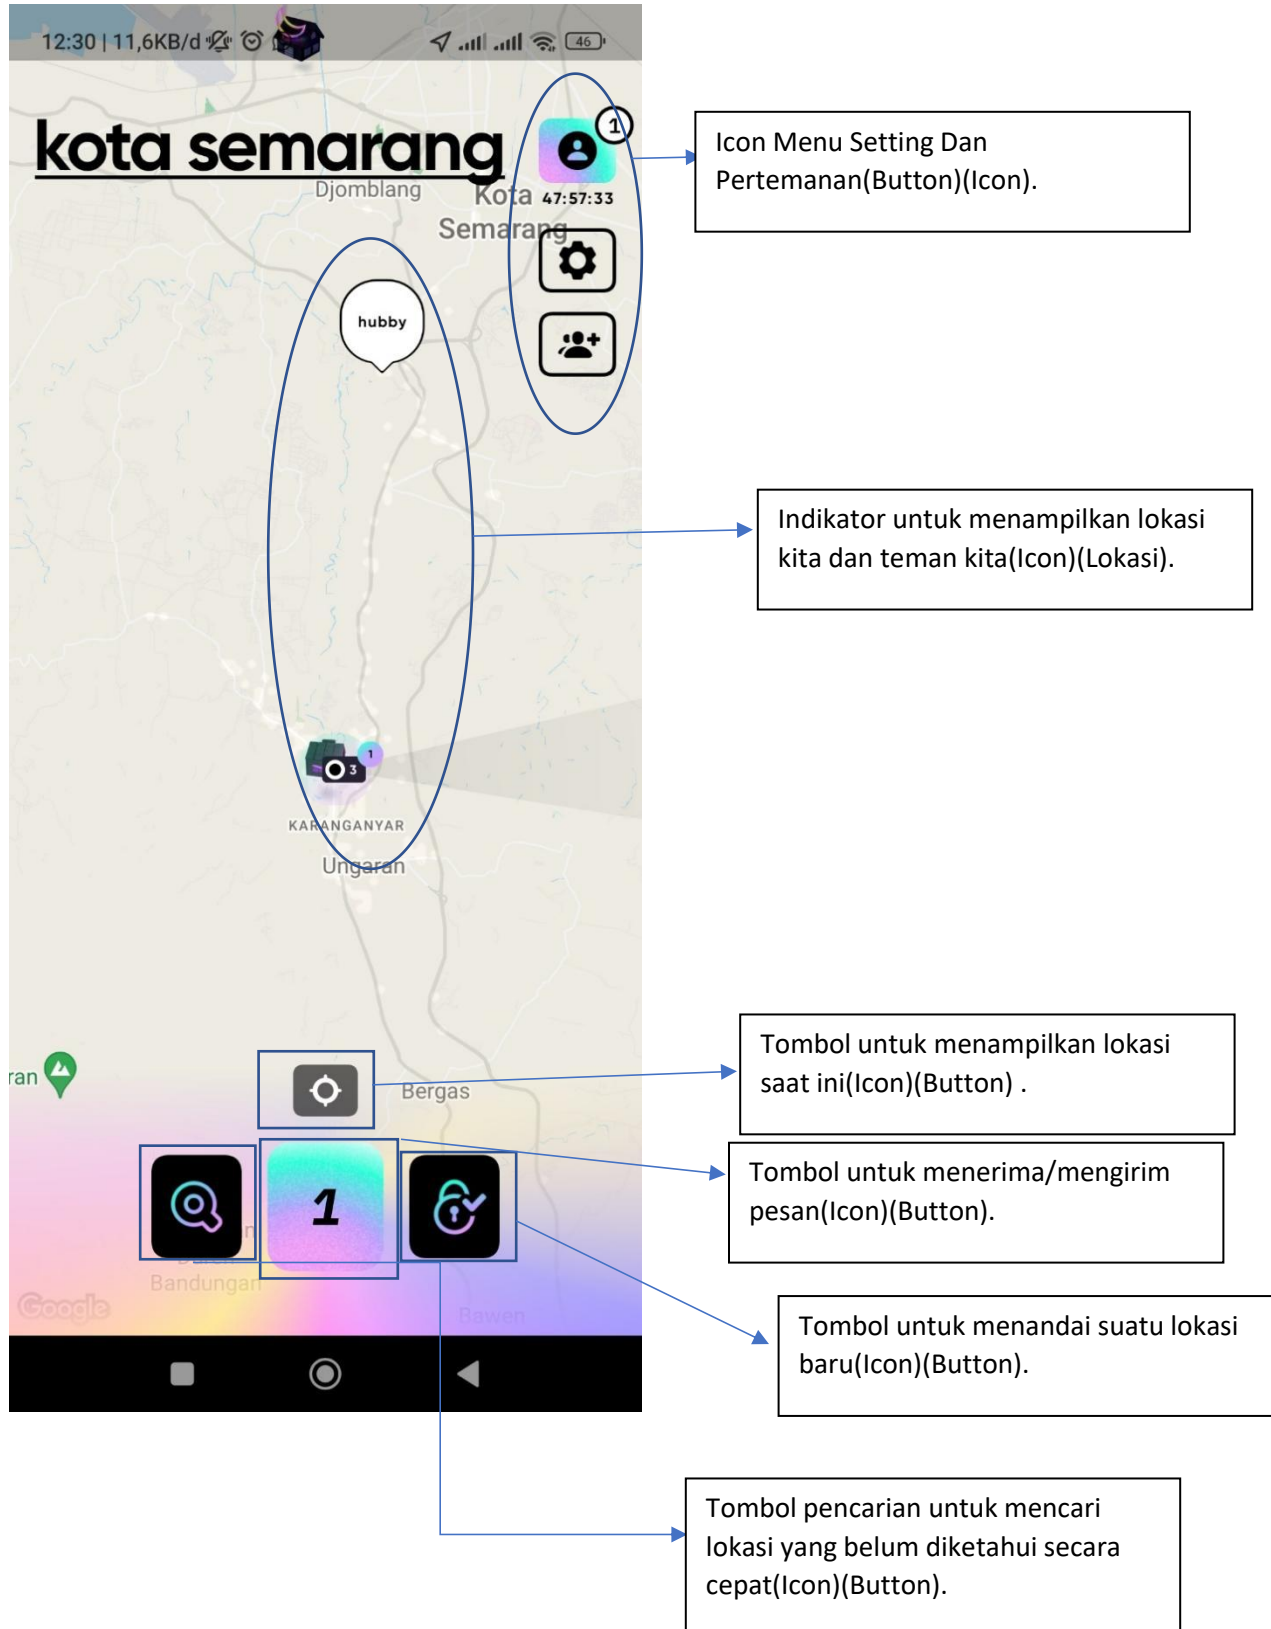 12:30 | 11,6KB/d
46
kota semarang
1
Djomblang
Kota
Semarang
47:57:33
hubby
1
3
KARANGANYAR
Ungaran
ran
Bergas
1
Bandungan
Google
Bawen
Icon Menu Setting Dan
Pertemanan(Button)(Icon).
Indikator untuk menampilkan lokasi
kita dan teman kita(Icon)(Lokasi).
Tombol untuk menampilkan lokasi
saat ini(Icon)(Button) .
Tombol untuk menerima/mengirim
pesan(Icon)(Button).
Tombol untuk menandai suatu lokasi
baru(Icon)(Button).
Tombol pencarian untuk mencari
lokasi yang belum diketahui secara
cepat(Icon)(Button).